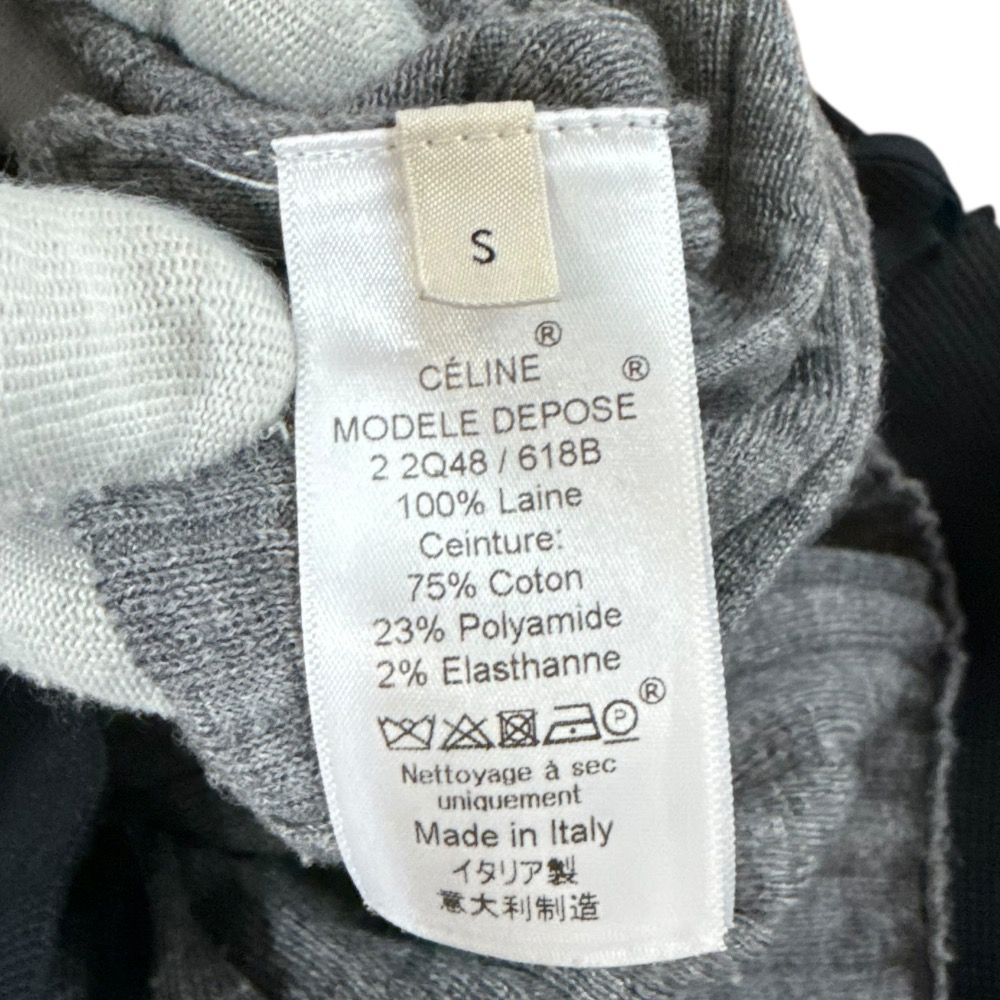 S
CÉLINE ®
MODELE DEPOSE ®
2 2Q48 / 618B
100% Laine
Ceinture:
75% Coton
23% Polyamide
2% Elasthanne
P ®
Nettoyage à sec
uniquement
Made in Italy
イタリア製
意大利制造